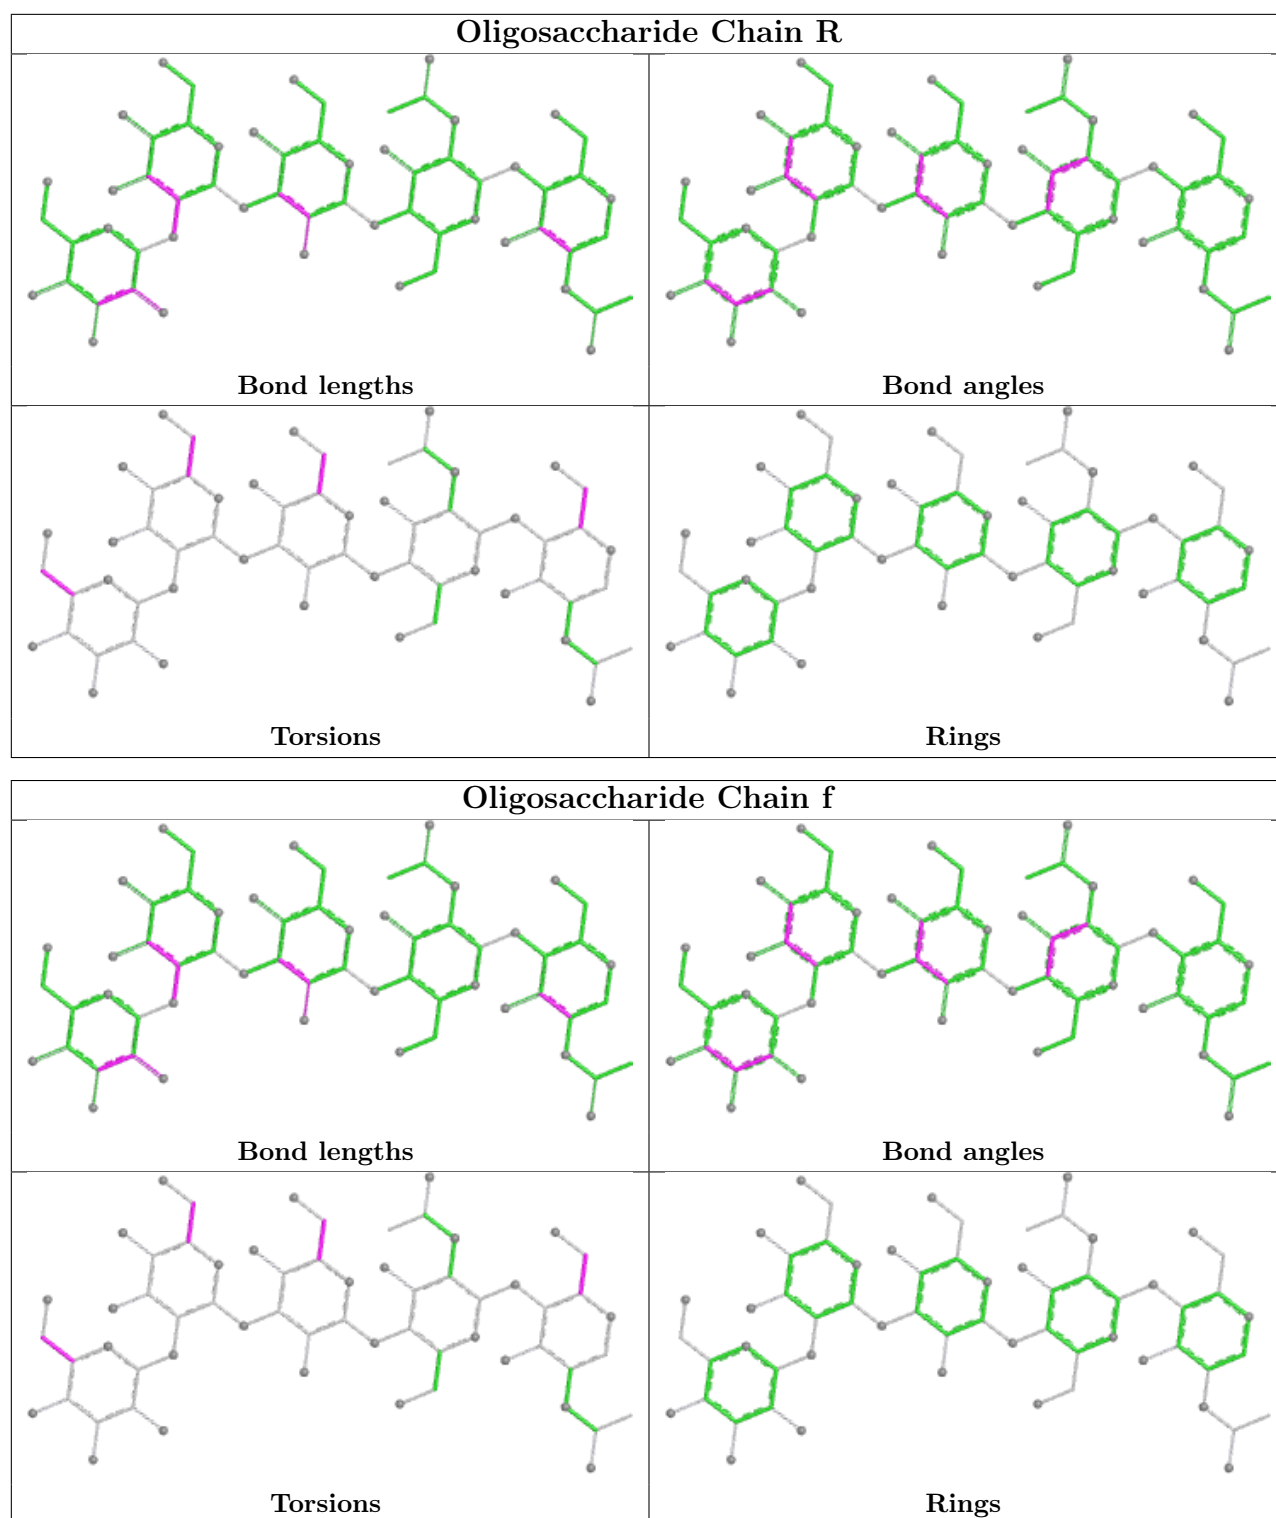 Oligosaccharide Chain R
Bond lengths
Bond angles
Torsions
Rings
Oligosaccharide Chain f
Bond lengths
Bond angles
Torsions
Rings